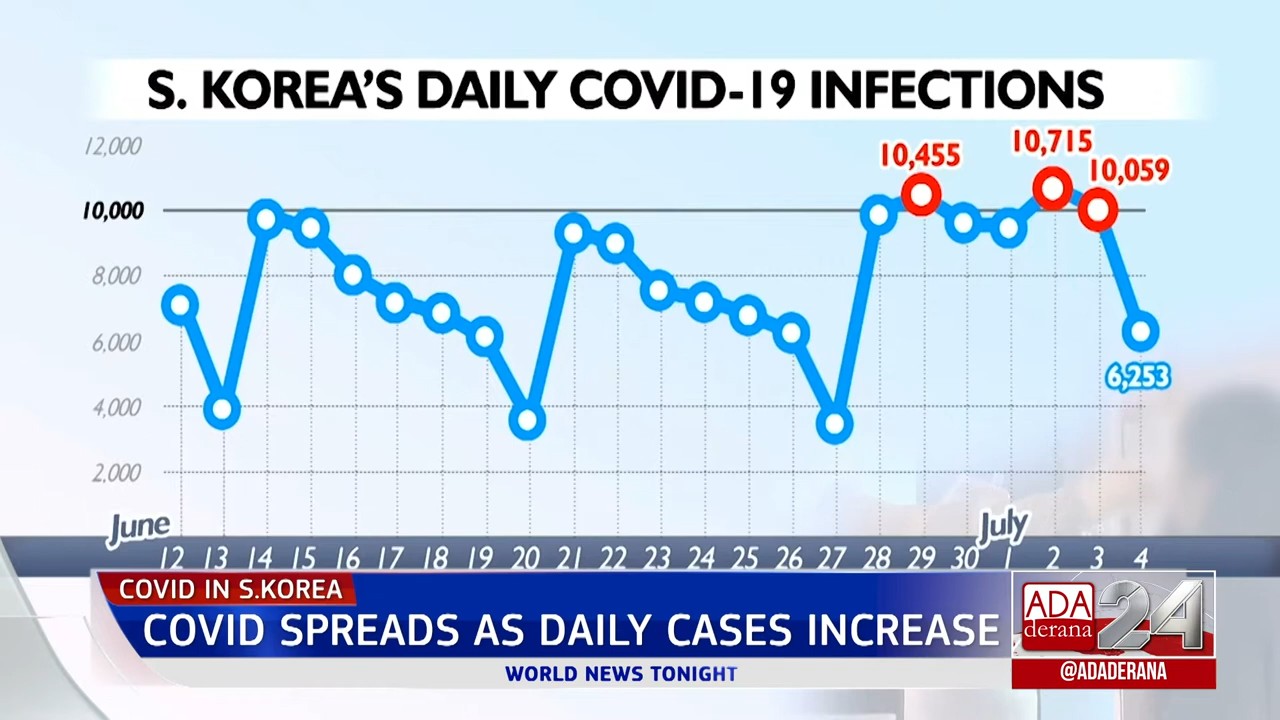 S. KOREA'S DAILY COVID-19 INFECTIONS
12,000
10,455
10,715
10,059
10,000
8,000
6,000
6,253
4,000
2,000
June
July
12 13 14 15 16 17 18 19 20 21 22 23 24 25 26 27 28 29 30 1 2 3 4
COVID IN S.KOREA
COVID SPREADS AS DAILY CASES INCREASE
WORLD NEWS TONIGHT
ADA
derana
24
@ADADERANA